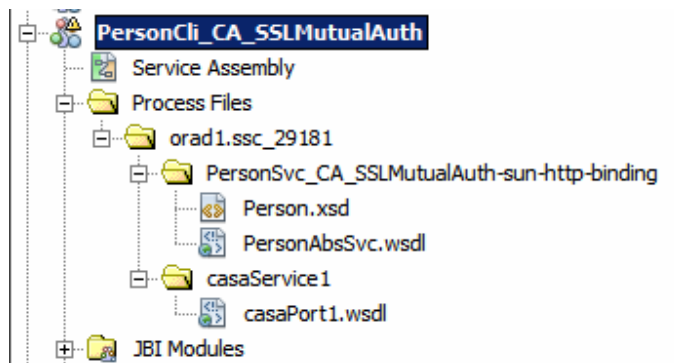 PersonCli_CA_SSLMutualAuth
Service Assembly
Process Files
orad1.ssc_29181
PersonSvc_CA_SSLMutualAuth-sun-http-binding
Person.xsd
PersonAbsSvc.wsdl
casaService1
casaPort1.wsdl
JBI Modules